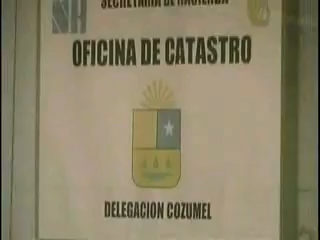 SECRETARIA DE HACIENDA
OFICINA DE CATASTRO
DELEGACION COZUMEL